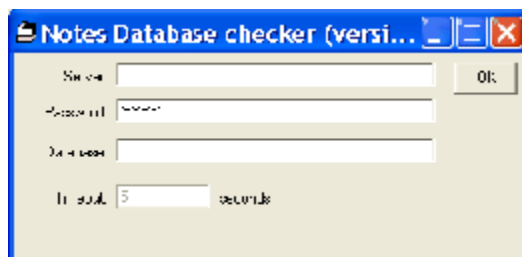 Notes Database checker (versi...
Server
OK
Password *****
Database
Timeout 5 seconds